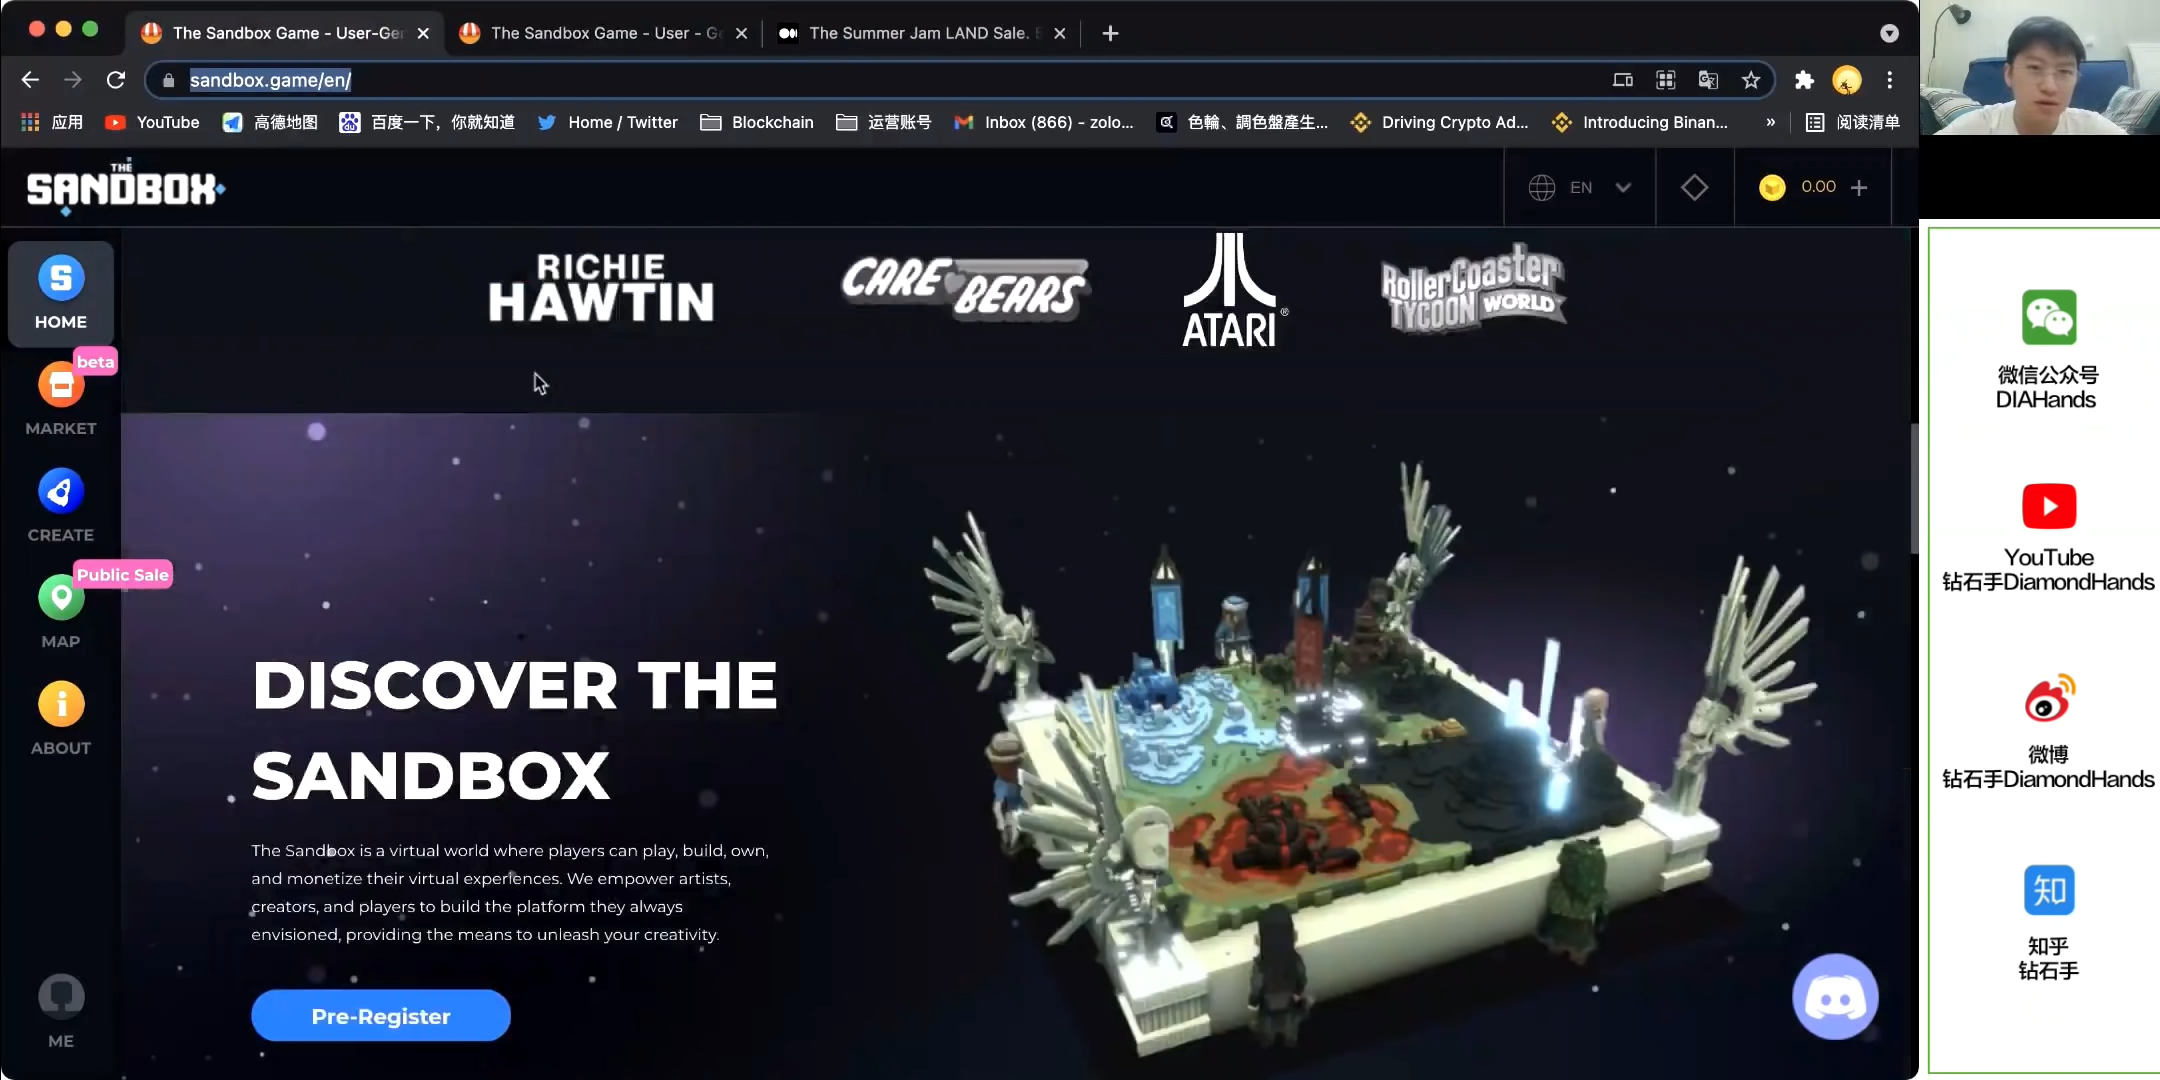 The Sandbox Game - User-Ge
The Sandbox Game - User - G
The Summer Jam LAND Sale.
sandbox.game/en/
应用
YouTube
高德地图
百度一下，你就知道
Home / Twitter
Blockchain
运营账号
Inbox (866) - zolo...
色輪、調色盤產生...
Driving Crypto Ad...
Introducing Binan...
»
阅读清单
THE
SANDBOX
EN
0.00
RICHIE
HAWTIN
CARE BEARS
ATARI®
RollerCoaster
TYCOON WORLD
HOME
beta
MARKET
CREATE
Public Sale
MAP
ABOUT
ME
DISCOVER THE
SANDBOX
The Sandbox is a virtual world where players can play, build, own,
and monetize their virtual experiences. We empower artists,
creators, and players to build the platform they always
envisioned, providing the means to unleash your creativity.
Pre-Register
微信公众号
DIAHands
YouTube
钻石手DiamondHands
微博
钻石手DiamondHands
知
知乎
钻石手